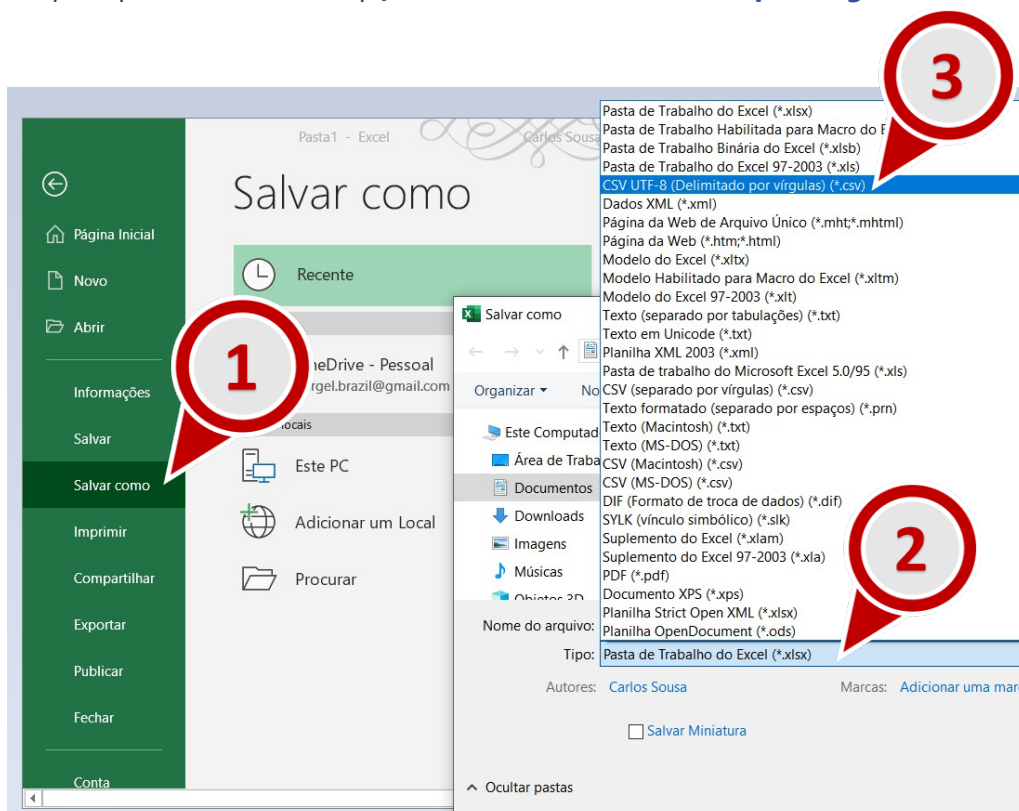 3
Pasta1 - Excel
Carlos Sousa
Salvar como
Página Inicial
Novo
Abrir
Informações
Salvar
Salvar como
Imprimir
Compartilhar
Exportar
Publicar
Fechar
Conta
1
Recente
- Pessoal
Este PC
Adicionar um Local
Procurar
Salvar como
Organizar
Este
Área de
Documentos
Downloads
Imagens
Músicas
Pasta de Trabalho do Excel (*.xlsx)
Pasta de Trabalho Habilitada para Macro do
Pasta de Trabalho Binária do Excel (*.xlsb)
Pasta de Trabalho do Excel 97-2003 (*.xls)
CSV UTF-8 (Delimitado por vírgulas) (*.csv)
Dados XML (*.xml)
Página da Web de Arquivo Único (*.mht;*.mhtml)
Página da Web (*.htm;*.html)
Modelo do Excel (*.xltx)
Modelo Habilitado para Macro do Excel (*.xltm)
Modelo do Excel 97-2003 (*.xlt)
Texto (separado por tabulações) (*.txt)
Texto em Unicode (*.txt)
Planilha XML 2003 (*.xml)
Pasta de trabalho do Microsoft Excel 5.0/95 (*.xls)
CSV (separado por vírgulas) (*.csv)
Texto formatado (separado por espaços) (*.prn)
Texto (Macintosh) (*.txt)
Texto (MS-DOS) (*.txt)
CSV (Macintosh) (*.csv)
CSV (MS-DOS) (*.csv)
DIF (Formato de troca de dados) (*.dif)
SYLK (vínculo simbólico) (*.slk)
Suplemento do Excel (*.xlam)
Suplemento do Excel 97-2003 (*.xla)
PDF (*.pdf)
Documento XPS (*.xps)
Planilha Strict Open XML (*.xlsx)
Planilha OpenDocument (*.ods)
2
Nome do arquivo:
Tipo: Pasta de Trabalho do Excel (*.xlsx)
Autores: Carlos Sousa
Marcas: Adicionar uma
Salvar Miniatura
Ocultar pastas